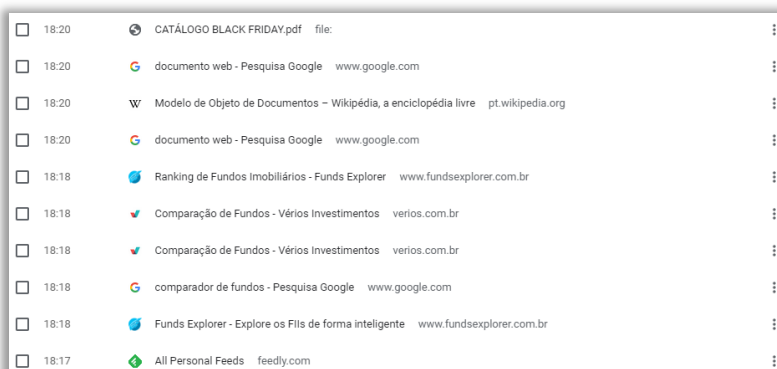 18:20 CATÁLOGO BLACK FRIDAY.pdf file:
18:20 documento web - Pesquisa Google www.google.com
18:20 W Modelo de Objeto de Documentos – Wikipédia, a enciclopédia livre pt.wikipedia.org
18:20 documento web - Pesquisa Google www.google.com
18:18 Ranking de Fundos Imobiliários - Funds Explorer www.fundsexplorer.com.br
18:18 Comparação de Fundos - Vérios Investimentos verios.com.br
18:18 Comparação de Fundos - Vérios Investimentos verios.com.br
18:18 comparador de fundos - Pesquisa Google www.google.com
18:18 Funds Explorer - Explore os FIIs de forma inteligente www.fundsexplorer.com.br
18:17 All Personal Feeds feedly.com